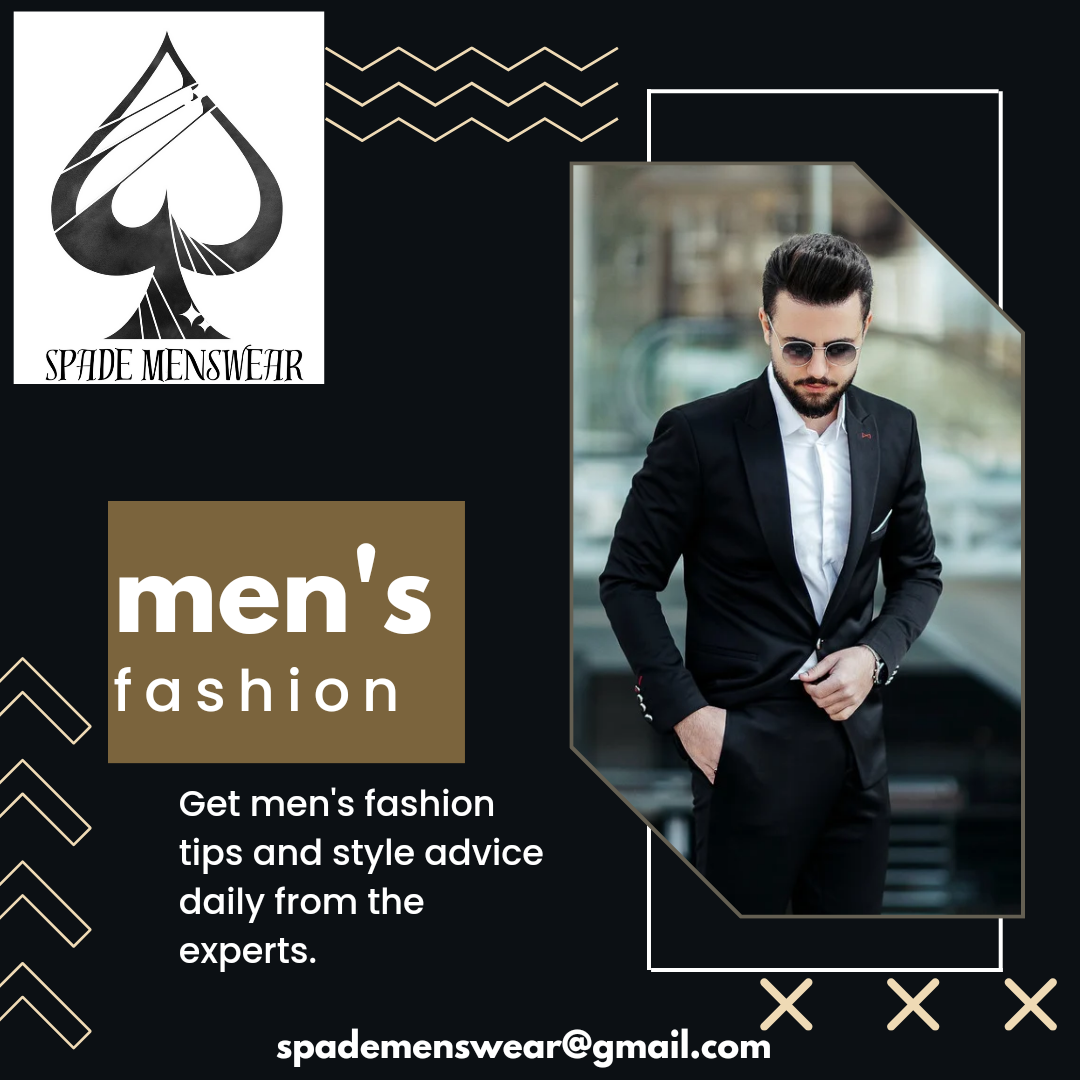 SPADE MENSWEAR
men's
fashion
Get men's fashion
tips and style advice
daily from the
experts.
spademenswear@gmail.com